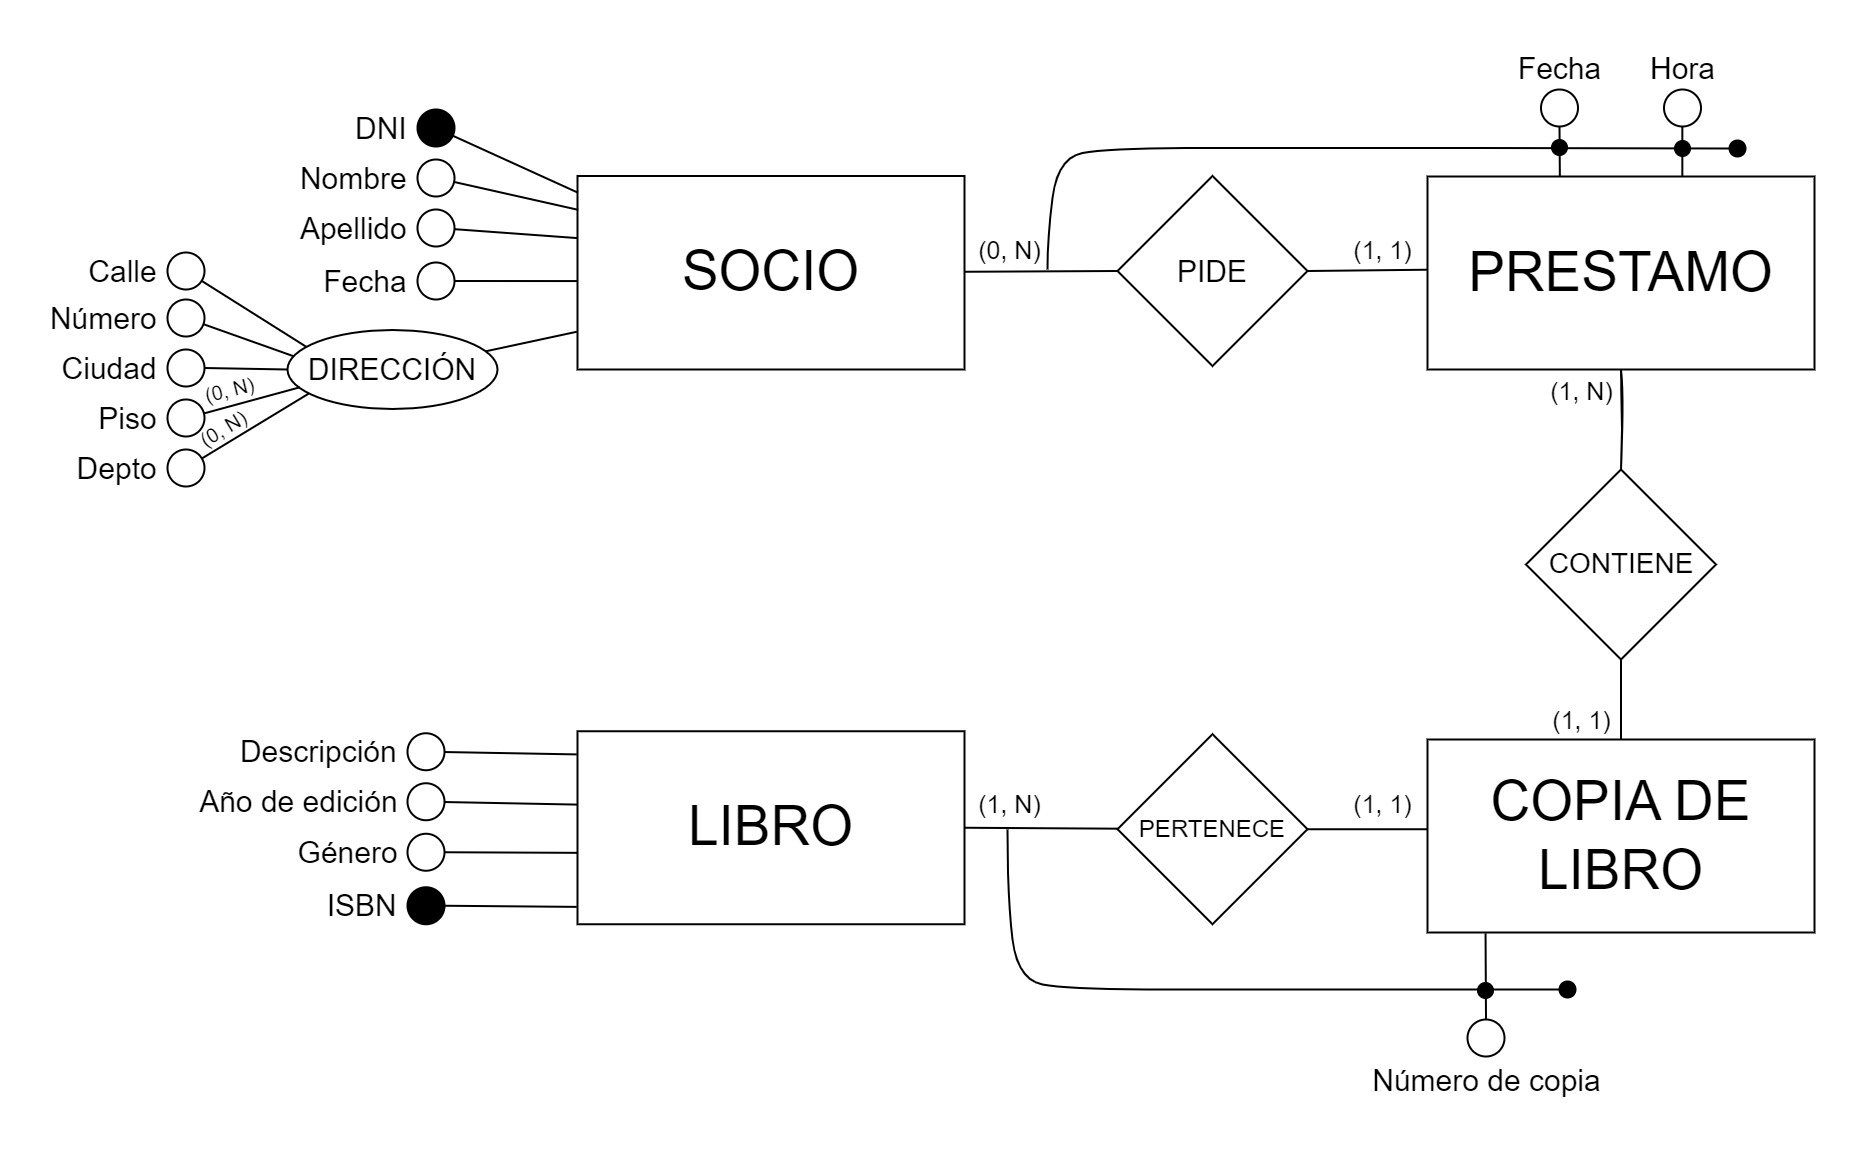 Fecha
Hora
DNI
Nombre
Apellido
Fecha
Calle
Número
Ciudad
Piso
Depto
(0, N)
(0, N)
DIRECCIÓN
SOCIO
(0, N)
PIDE
(1, 1)
PRESTAMO
(1, N)
CONTIENE
(1, 1)
Descripción
Año de edición
Género
ISBN
LIBRO
(1, N)
PERTENECE
(1, 1)
COPIA DE
LIBRO
Número de copia